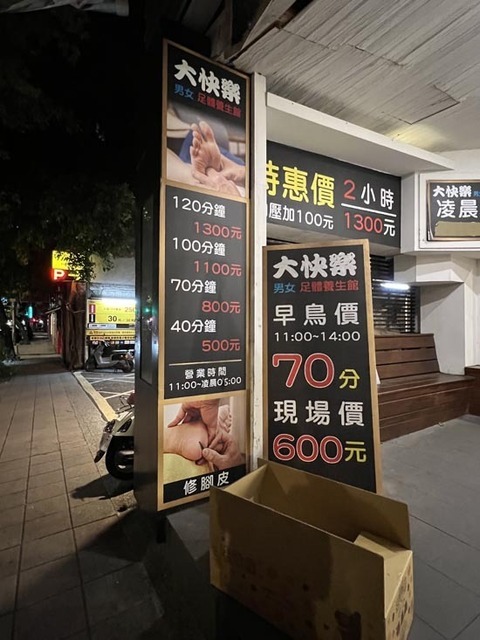 大快樂
男女 足體養生館
120分鐘
1300元
100分鐘
1100元
70分鐘
800元
40分鐘
500元
營業時間
11:00~凌晨05:00
修腳皮
特惠價
2小時
壓加100元
1300元
大快樂
男女 足體養生館
早鳥價
11:00~14:00
70分
現場價
600元
大快樂
凌晨
P
30